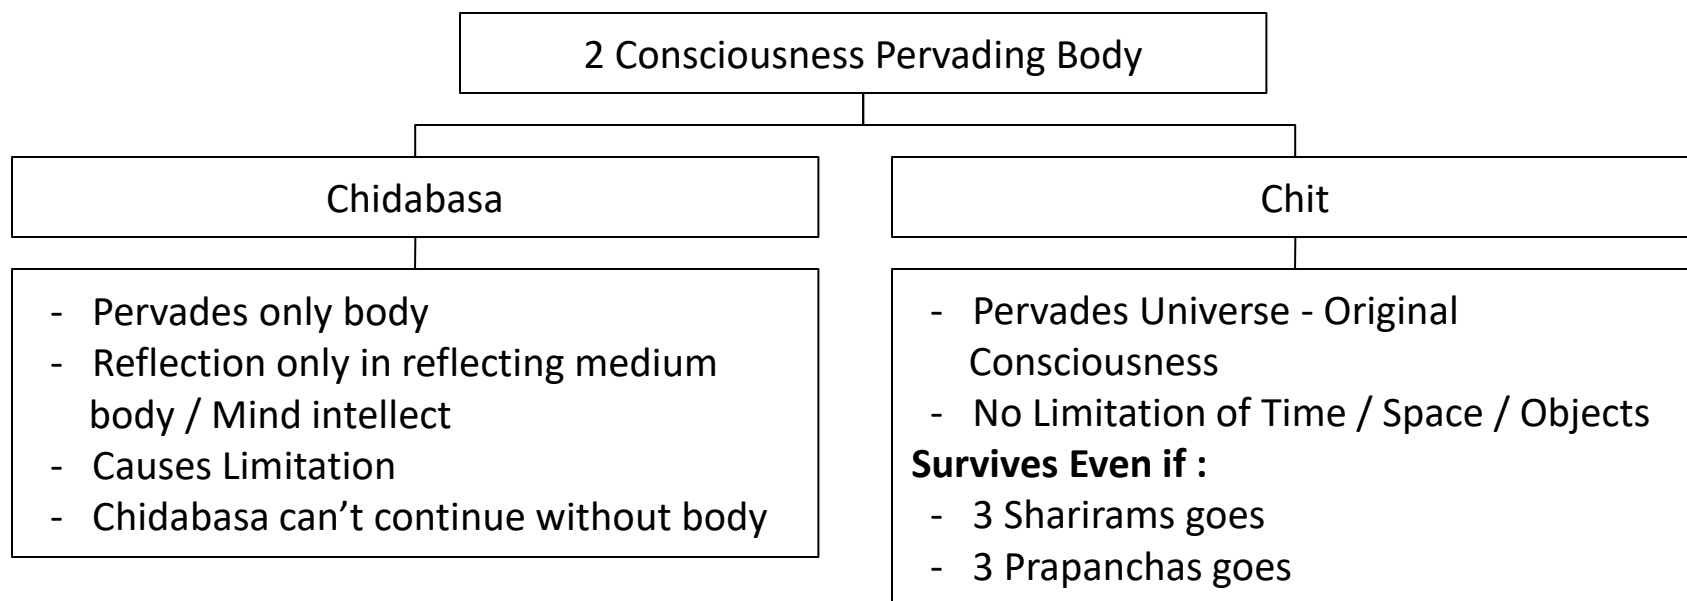 2 Consciousness Pervading Body
Chidabasa
- Pervades only body
- Reflection only in reflecting medium
body / Mind intellect
- Causes Limitation
- Chidabasa can’t continue without body
Chit
- Pervades Universe - Original
Consciousness
- No Limitation of Time / Space / Objects
Survives Even if :
- 3 Sharirams goes
- 3 Prapanchas goes